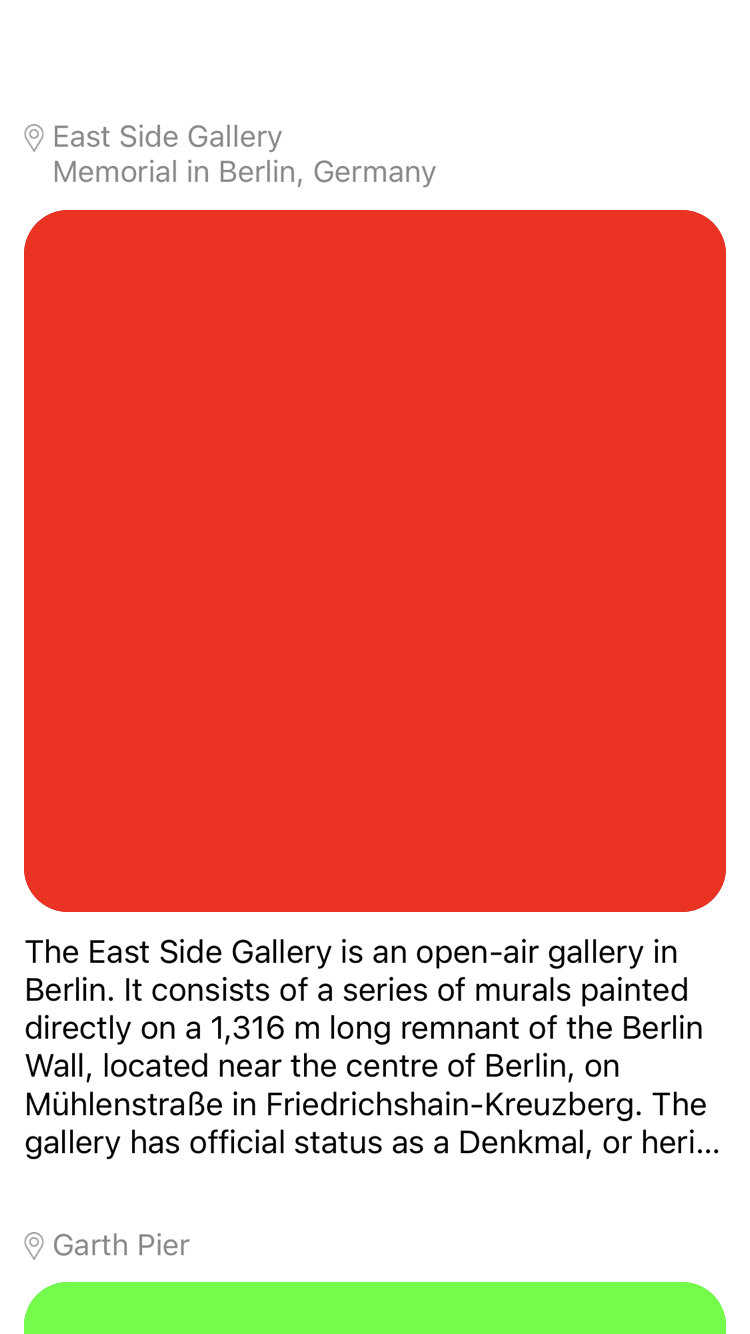 East Side Gallery
Memorial in Berlin, Germany
The East Side Gallery is an open-air gallery in
Berlin. It consists of a series of murals painted
directly on a 1,316 m long remnant of the Berlin
Wall, located near the centre of Berlin, on
Mühlenstraße in Friedrichshain-Kreuzberg. The
gallery has official status as a Denkmal, or heri…
Garth Pier